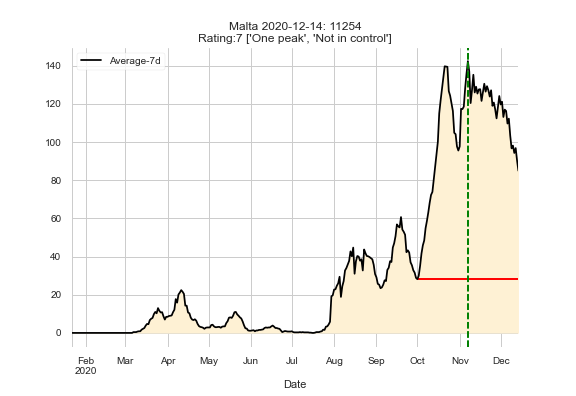 Malta 2020-12-14: 11254
Rating:7 ['One peak', 'Not in control']
Average-7d
140
120
100
80
60
40
20
0
Feb Mar Apr May Jun Jul Aug Sep Oct Nov Dec
2020
Date